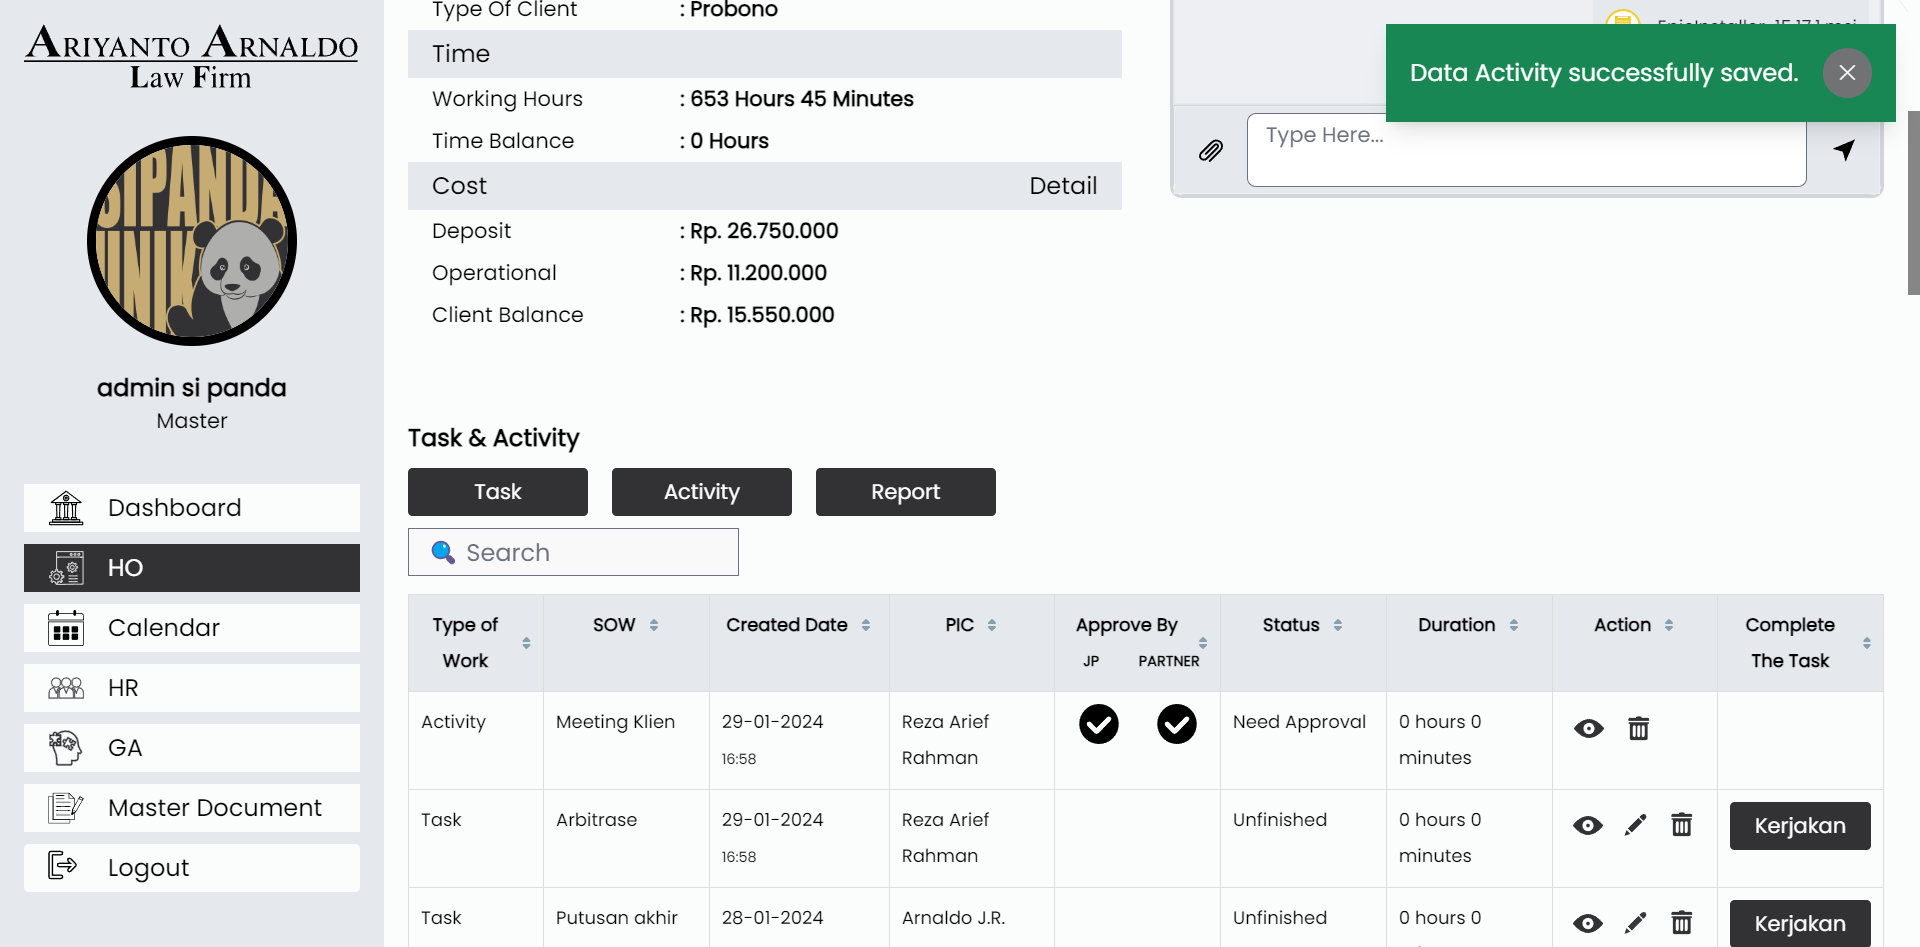 ARIYANTO ARNALDO
Law Firm
SIPANDA
UNIK
admin si panda
Master
Dashboard
HO
Calendar
HR
GA
Master Document
Logout
Type Of Client : Probono
Time
Working Hours : 653 Hours 45 Minutes
Time Balance : 0 Hours
Cost Detail
Deposit : Rp. 26.750.000
Operational : Rp. 11.200.000
Client Balance : Rp. 15.550.000
Data Activity successfully saved.
Type Here...
Task & Activity
Task Activity Report
Search
Type of Work SOW Created Date PIC Approve By JP PARTNER Status Duration Action Complete The Task
Activity Meeting Klien 29-01-2024 16:58 Reza Arief Rahman Need Approval 0 hours 0 minutes
Task Arbitrase 29-01-2024 16:58 Reza Arief Rahman Unfinished 0 hours 0 minutes Kerjakan
Task Putusan akhir 28-01-2024 Arnaldo J.R. Unfinished 0 hours 0 Kerjakan